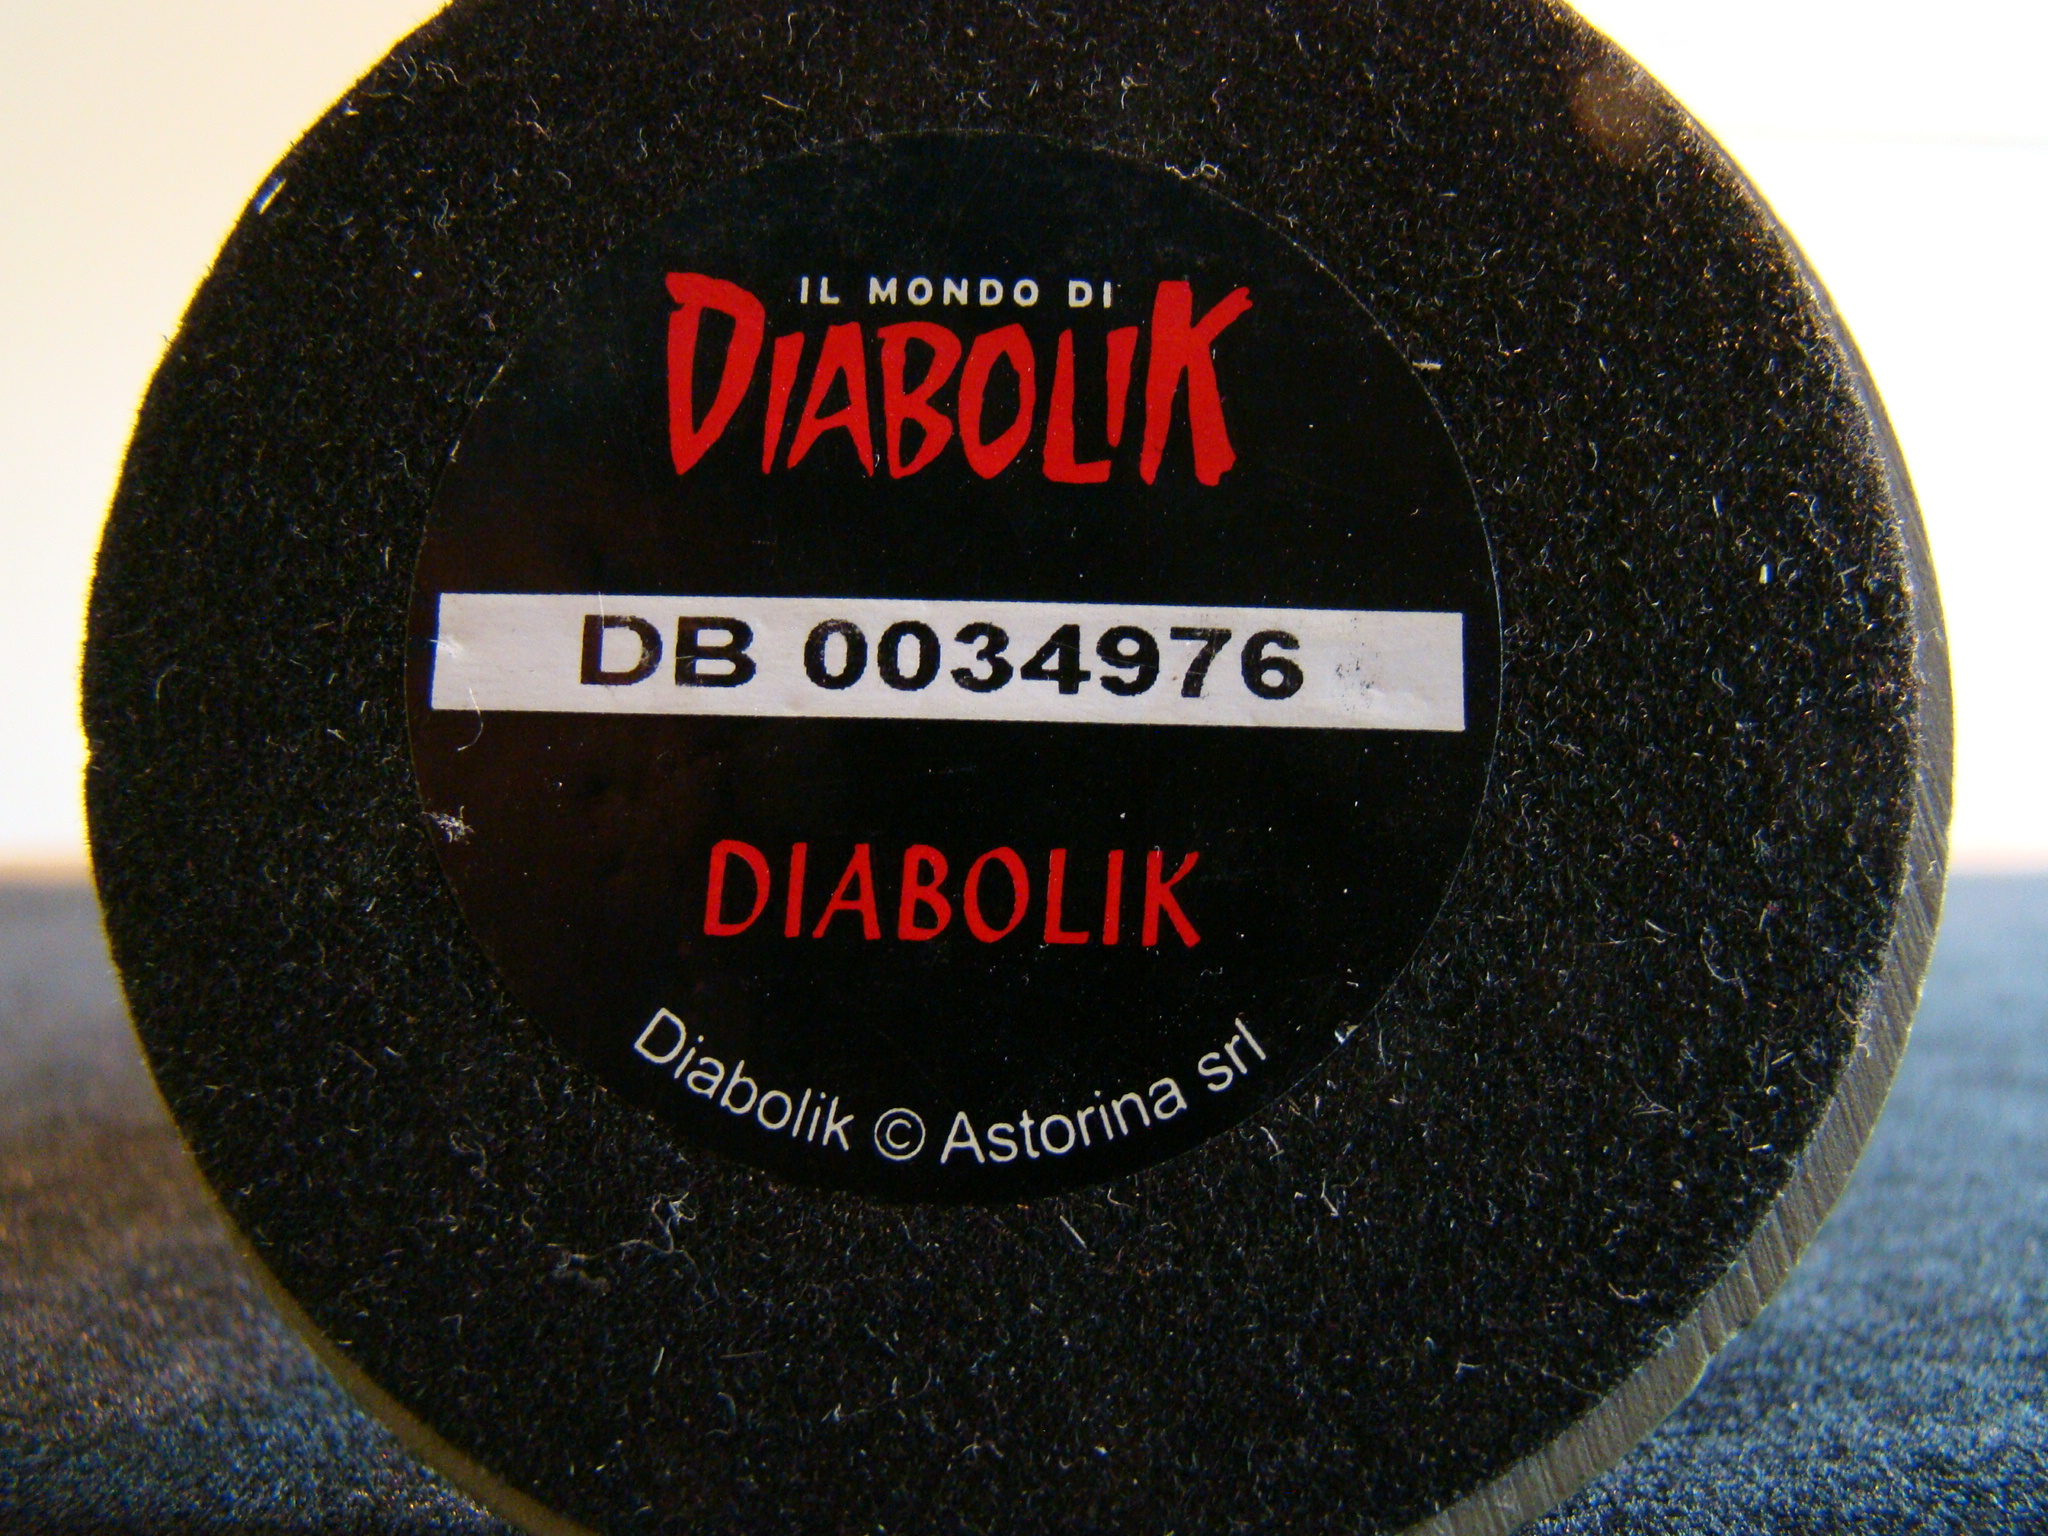 IL MONDO DI
DIABOLIK
DB 0034976
DIABOLIK
Diabolik © Astorina srl